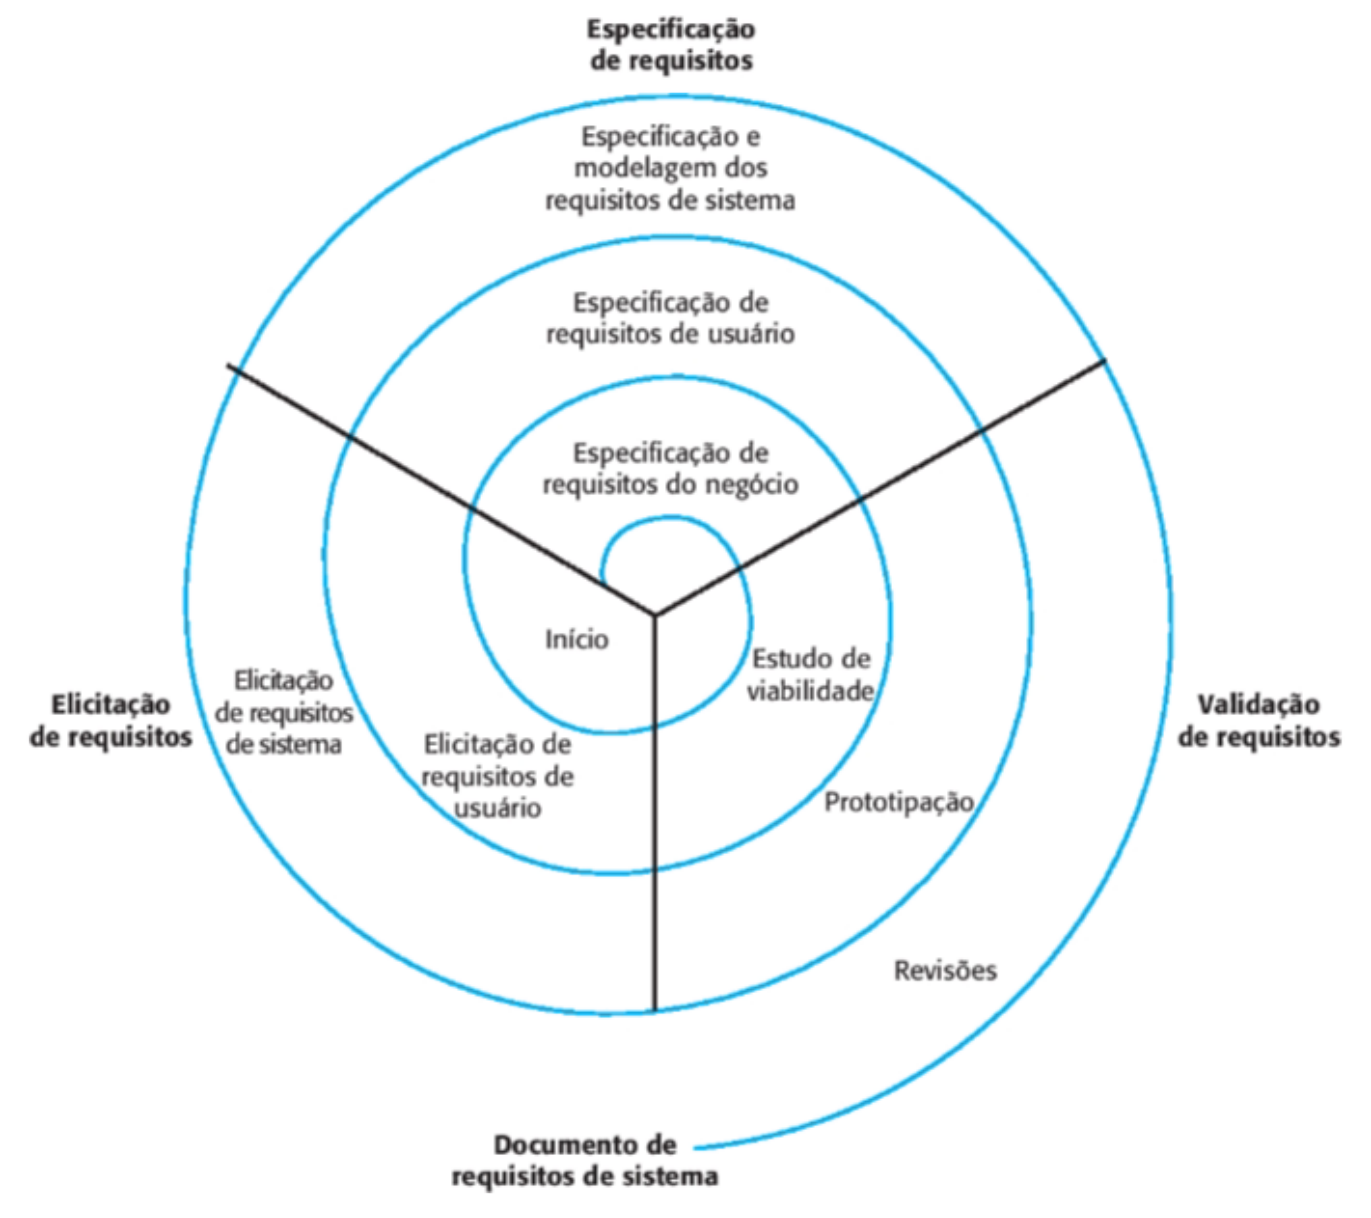 Especificação
de requisitos
Especificação e
modelagem dos
requisitos de sistema
Especificação de
requisitos de usuário
Especificação de
requisitos do negócio
Início
Estudo de
viabilidade
Elicitação
de requisitos
de sistema
Elicitação
de requisitos
Validação
de requisitos
Elicitação de
requisitos de
usuário
Prototipação
Revisões
Documento de
requisitos de sistema